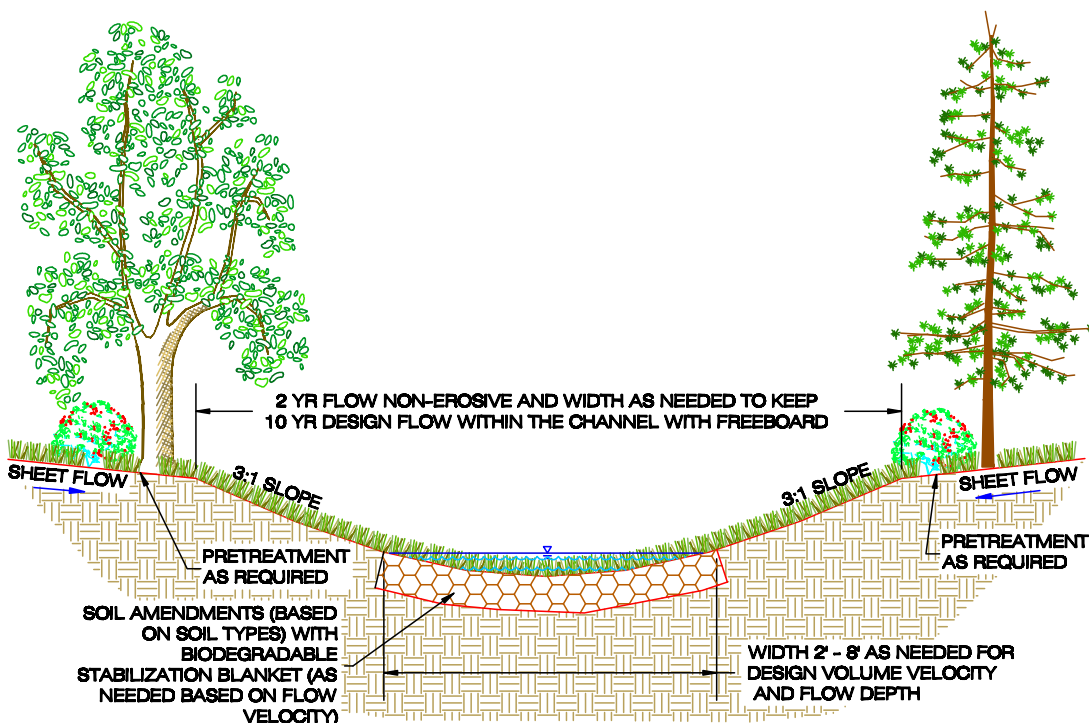 2 YR FLOW NON-EROSIVE AND WIDTH AS NEEDED TO KEEP
10 YR DESIGN FLOW WITHIN THE CHANNEL WITH FREEBOARD
SHEET FLOW
3:1 SLOPE
3:1 SLOPE
SHEET FLOW
PRETREATMENT
AS REQUIRED
PRETREATMENT
AS REQUIRED
SOIL AMENDMENTS (BASED
ON SOIL TYPES) WITH
BIODEGRADABLE
STABILIZATION BLANKET (AS
NEEDED BASED ON FLOW
VELOCITY)
WIDTH 2' - 8' AS NEEDED FOR
DESIGN VOLUME VELOCITY
AND FLOW DEPTH